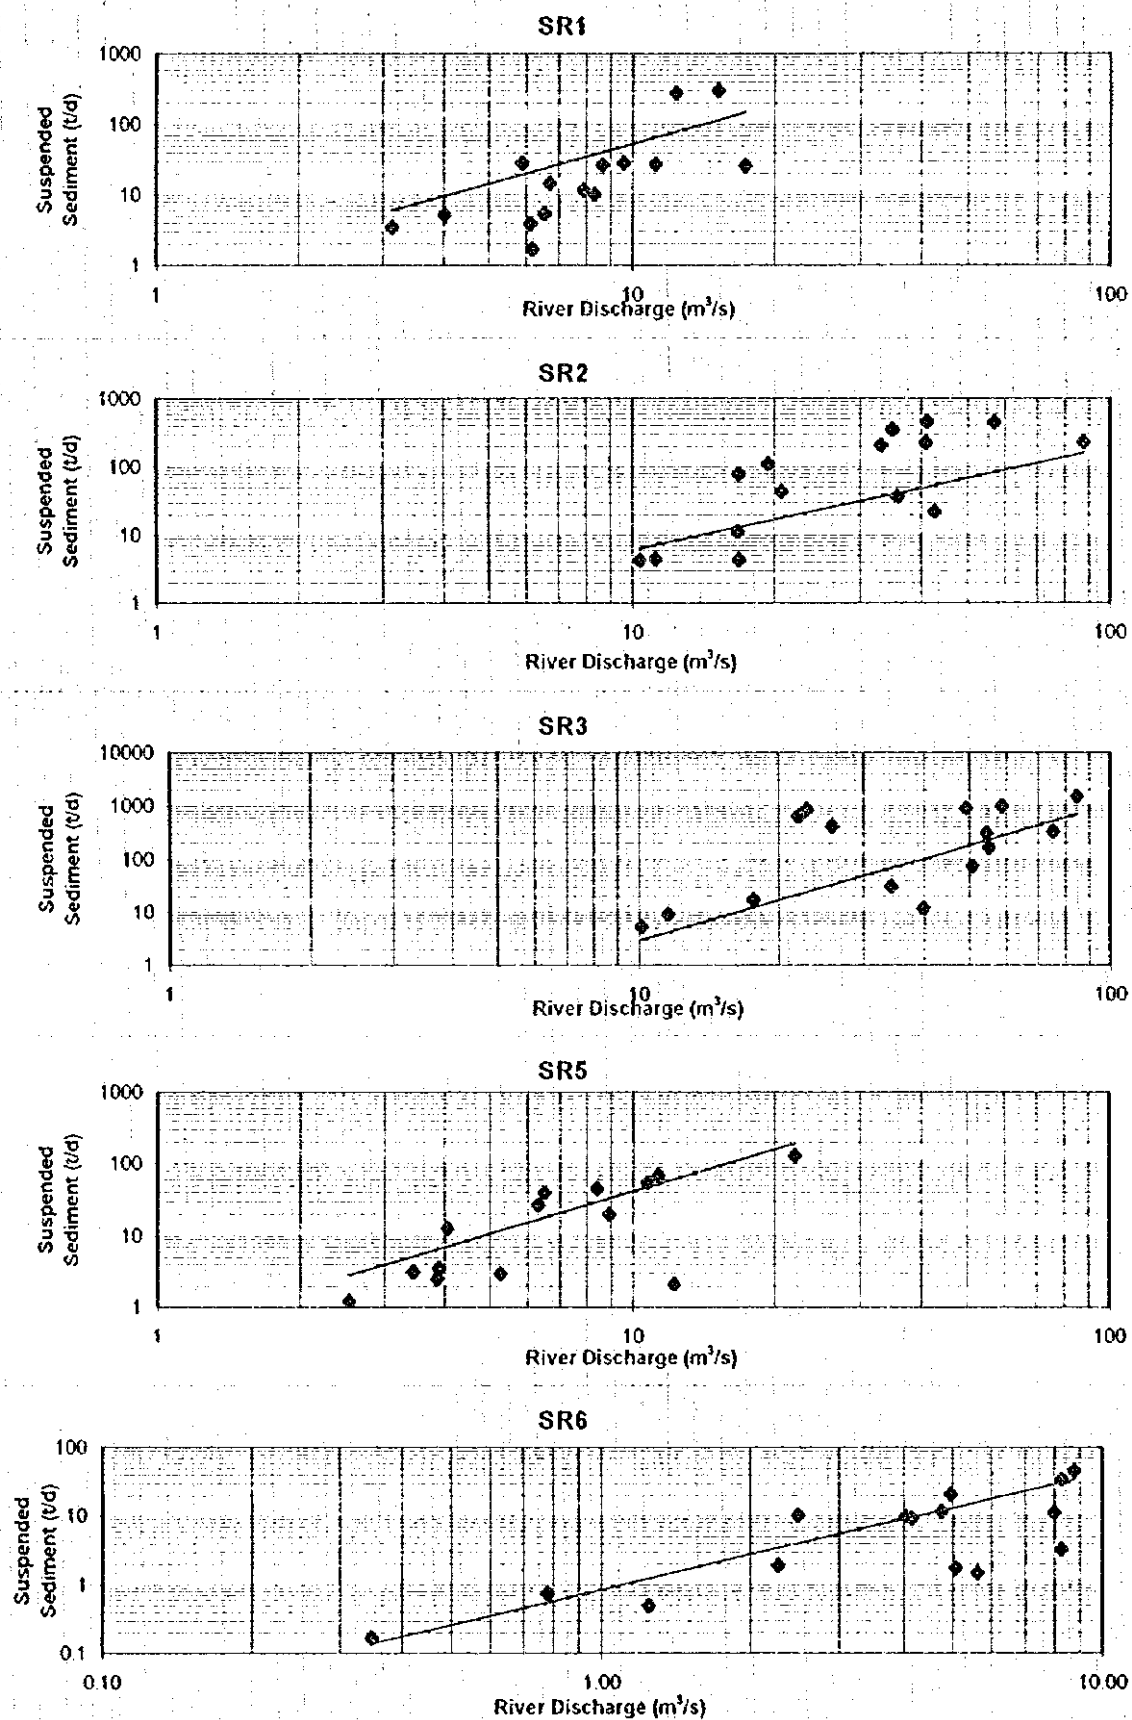 SR1
1000
100
10
1
Suspended
Sediment (t/d)
1
10
100
River Discharge (m³/s)
SR2
1000
100
10
1
Suspended
Sediment (t/d)
1
10
100
River Discharge (m³/s)
SR3
10000
1000
100
10
1
Suspended
Sediment (t/d)
1
10
100
River Discharge (m³/s)
SR5
1000
100
10
1
Suspended
Sediment (t/d)
1
10
100
River Discharge (m³/s)
SR6
100
10
1
0.1
Suspended
Sediment (t/d)
0.10
1.00
10.00
River Discharge (m³/s)